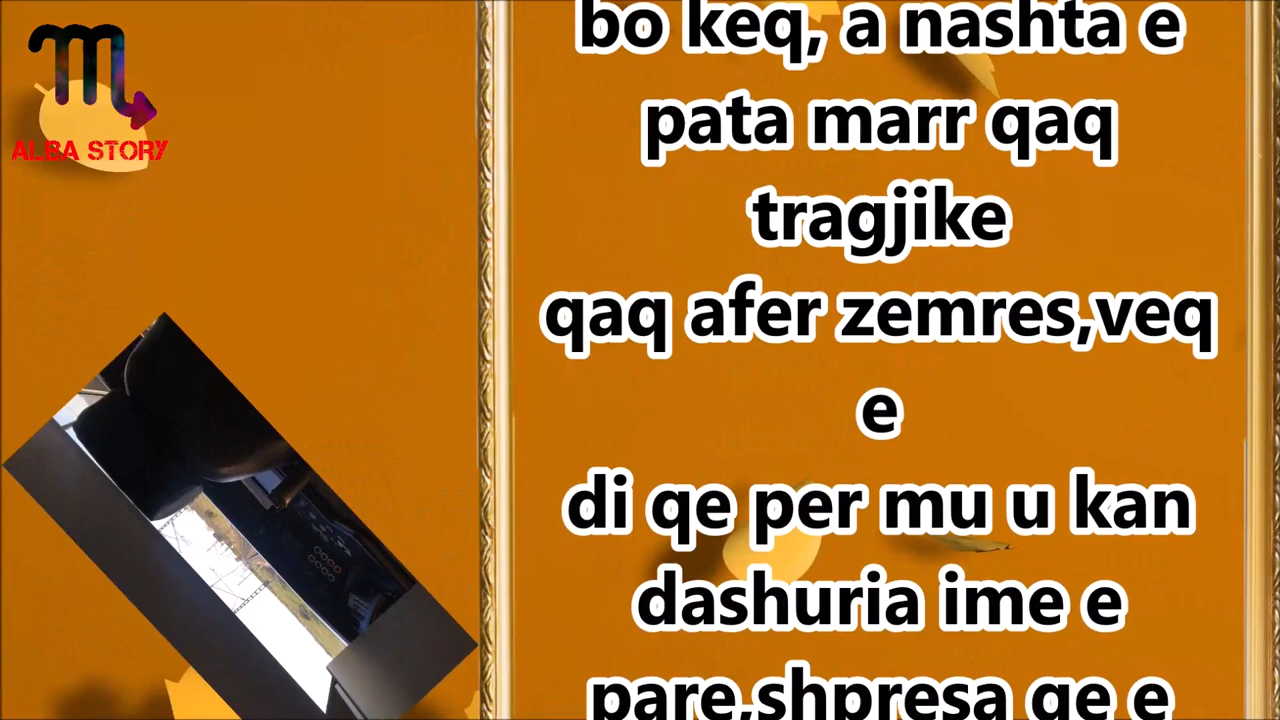 ALBA STORY
bo keq, a nashta e
pata marr qaq
tragjike
qaq afer zemres,veq
e
di qe per mu u kan
dashuria ime e
pare,shpresa qe e